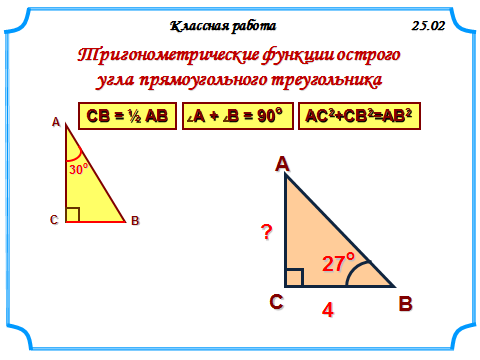 Классная работа 25.02
Тригонометрические функции острого
угла прямоугольного треугольника
CB = ½ AB ∠A + ∠B = 90° AC²+CB²=AB²
A
30°
C B
A
?
27°
C 4 B